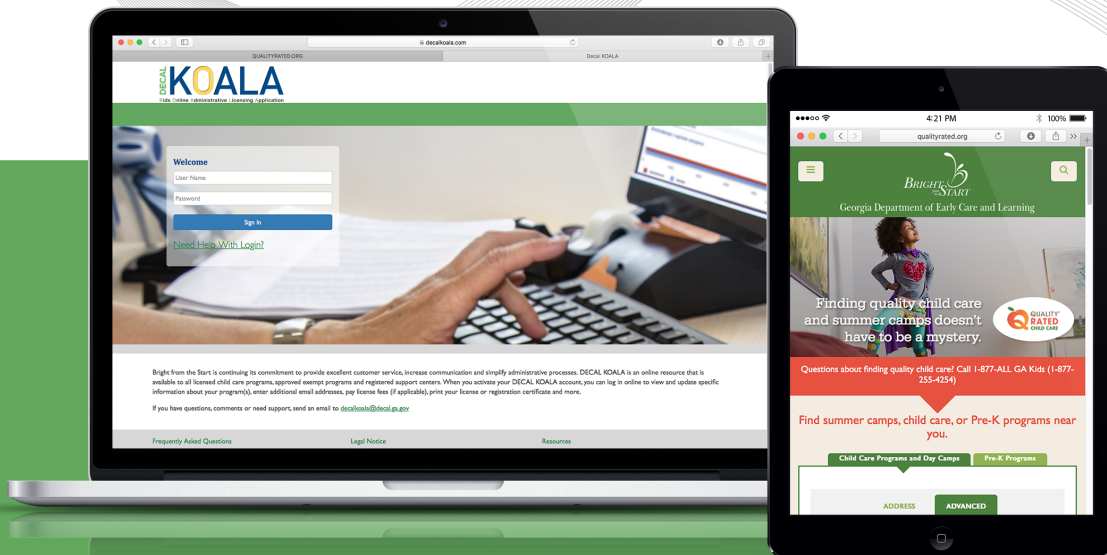 decalkoala.com
QUALITYRATED.ORG
Decal KOALA
DECAL
KOALA
Kids Online Administrative Licensing Application
Welcome
User Name
Password
Sign In
Need Help With Login?
Bright from the Start is continuing its commitment to provide excellent customer service, increase communication and simplify administrative processes. DECAL KOALA is an online resource that is
available to all licensed child care programs, approved exempt programs and registered support centers. When you activate your DECAL KOALA account, you can log in online to view and update specific
information about your program(s), enter additional email addresses, pay license fees (if applicable), print your license or registration certificate and more.
If you have questions, comments or need support, send an email to decalkoala@decal.ga.gov
Frequently Asked Questions
Legal Notice
Resources
4:21 PM
100%
qualityrated.org
BRIGHT
from the
START
Georgia Department of Early Care and Learning
Finding quality child care
and summer camps doesn't
have to be a mystery.
QUALITY
RATED
CHILD CARE
Questions about finding quality child care? Call 1-877-ALL GA Kids (1-877-
255-4254)
Find summer camps, child care, or Pre-K programs near
you.
Child Care Programs and Day Camps
Pre-K Programs
ADDRESS
ADVANCED